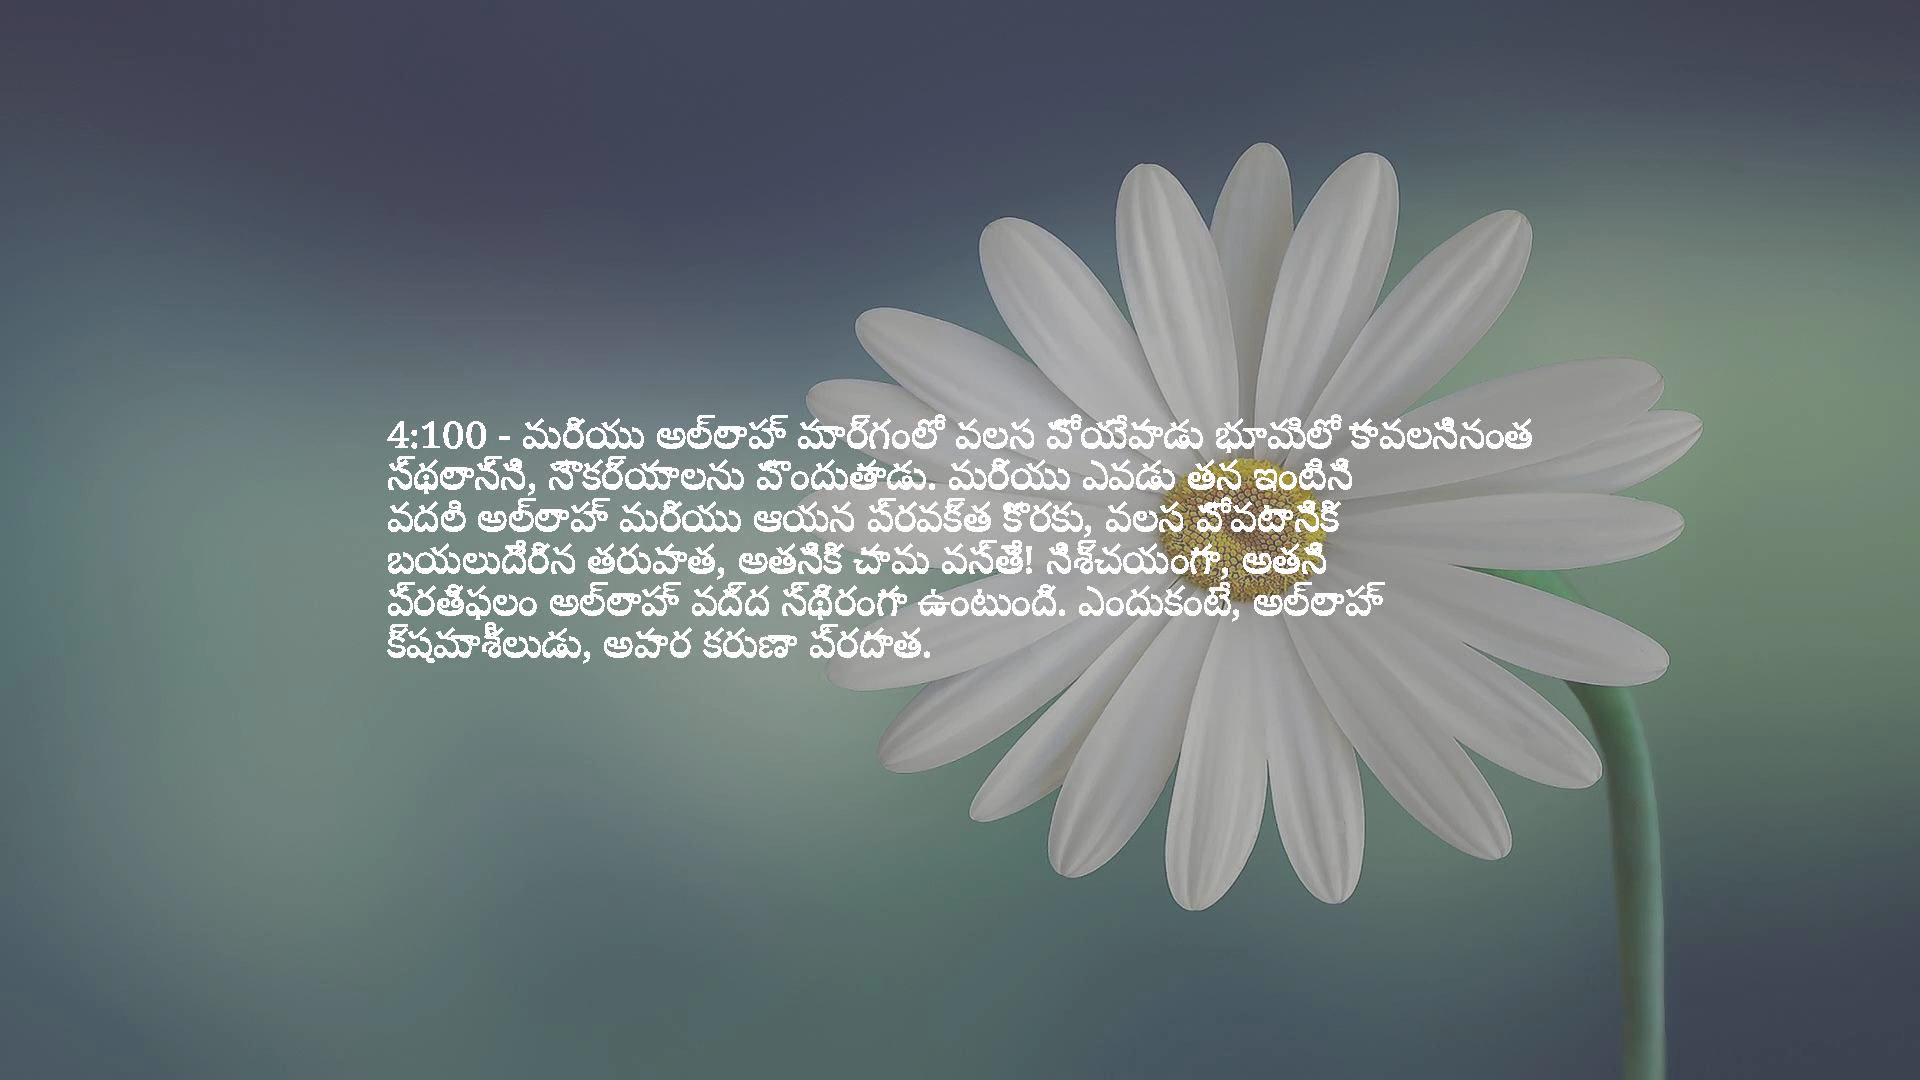 4:100 - మరియు అల్లాహ్ మార్గంలో వలస పోయేవాడు భూమిలో కావలసినంత
స్థలాన్ని, సౌకర్యాలను పొందుతాడు. మరియు ఎవడు తన ఇంటిని
వదలి అల్లాహ్ మరియు ఆయన ప్రవక్త కొరకు, వలస పోవటానికి
బయలుదేరిన తరువాత, అతనికి చావు వస్తే! నిశ్చయంగా, అతని
ప్రతిఫలం అల్లాహ్ వద్ద స్థిరంగా ఉంటుంది. ఎందుకంటే, అల్లాహ్
క్షమాశీలుడు, అపార కరుణా ప్రదాత.